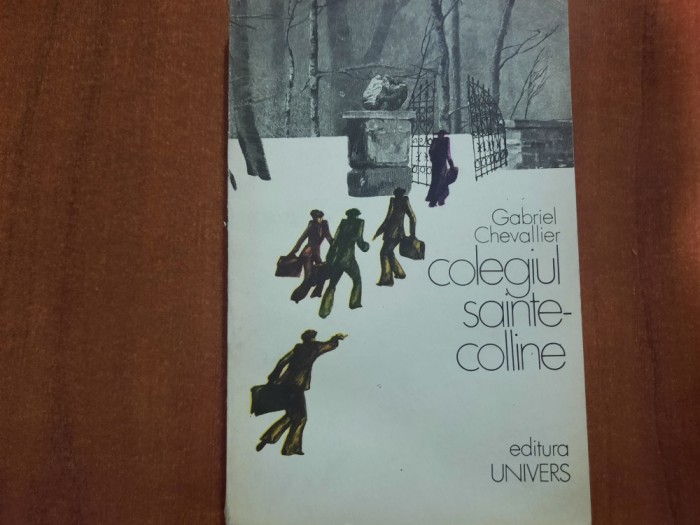 Gabriel
Chevallier
colegiul
sainte-
colline
editura
UNIVERS